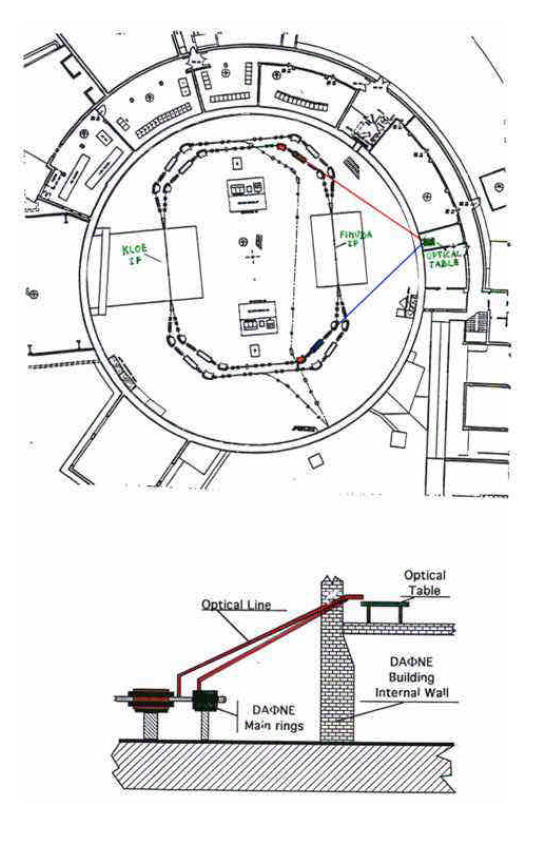 KLOE
IP
FINUDA
IP
OPTICAL
TABLE
Optical
Table
Optical Line
DAΦNE
Building
Internal Wall
DAΦNE
Main rings